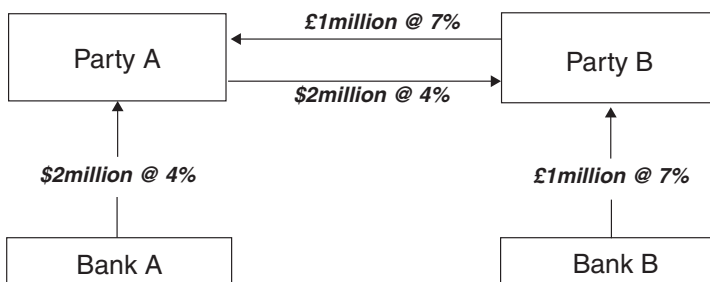 £1million @ 7%
Party A
Party B
$2million @ 4%
$2million @ 4%
£1million @ 7%
Bank A
Bank B